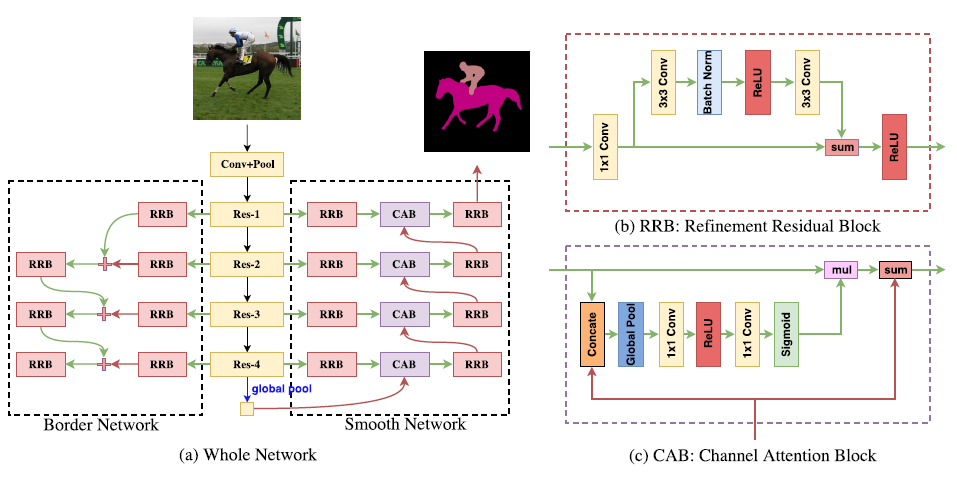 Conv+Pool
RRB
Res-1
RRB
CAB
RRB
RRB
RRB
Res-2
RRB
CAB
RRB
RRB
RRB
Res-3
RRB
CAB
RRB
RRB
RRB
Res-4
RRB
CAB
RRB
global pool
Border Network
Smooth Network
(a) Whole Network
1x1 Conv
3x3 Conv
Batch Norm
ReLU
3x3 Conv
sum
ReLU
(b) RRB: Refinement Residual Block
mul
sum
Concate
Global Pool
1x1 Conv
ReLU
1x1 Conv
Sigmoid
(c) CAB: Channel Attention Block